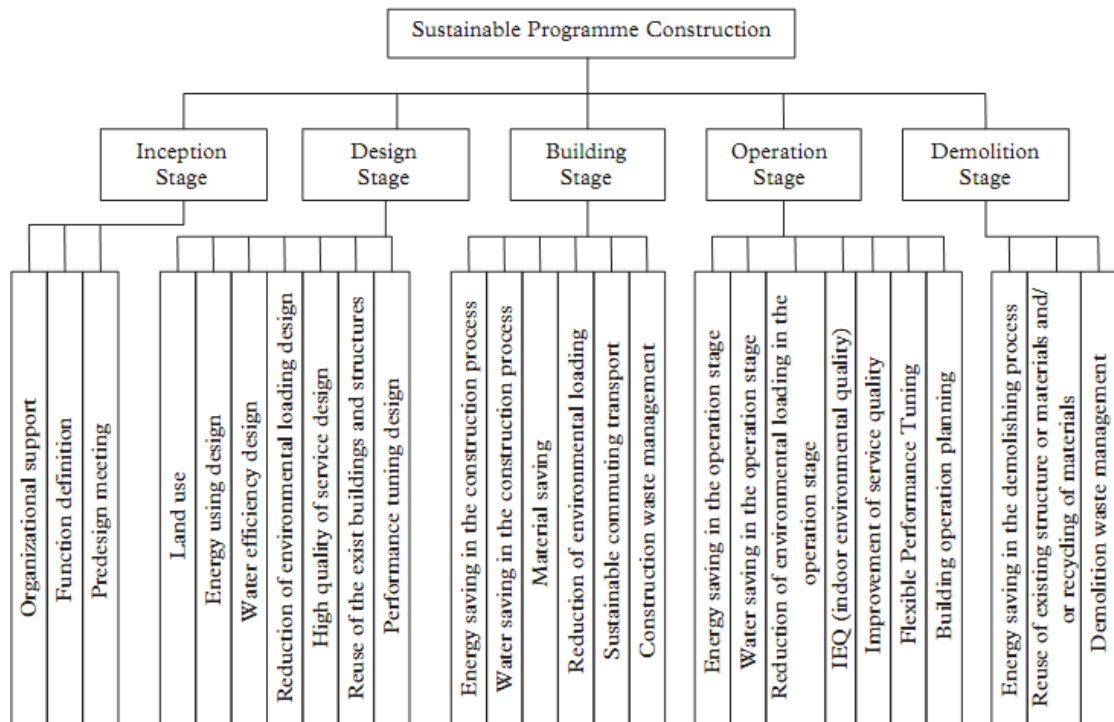 Sustainable Programme Construction
Inception
Stage
Design
Stage
Building
Stage
Operation
Stage
Demolition
Stage
Organizational support
Function definition
Predesign meeting
Land use
Energy using design
Water efficiency design
Reduction of environmental loading design
High quality of service design
Reuse of the exist buildings and structures
Performance tuning design
Energy saving in the construction process
Water saving in the construction process
Material saving
Reduction of environmental loading
Sustainable commuting transport
Construction waste management
Energy saving in the operation stage
Water saving in the operation stage
Reduction of environmental loading in the
operation stage
IEQ (indoor environmental quality)
Improvement of service quality
Flexible Performance Tuning
Building operation planning
Energy saving in the demolishing process
Reuse of existing structure or materials and/
or recycling of materials
Demolition waste management